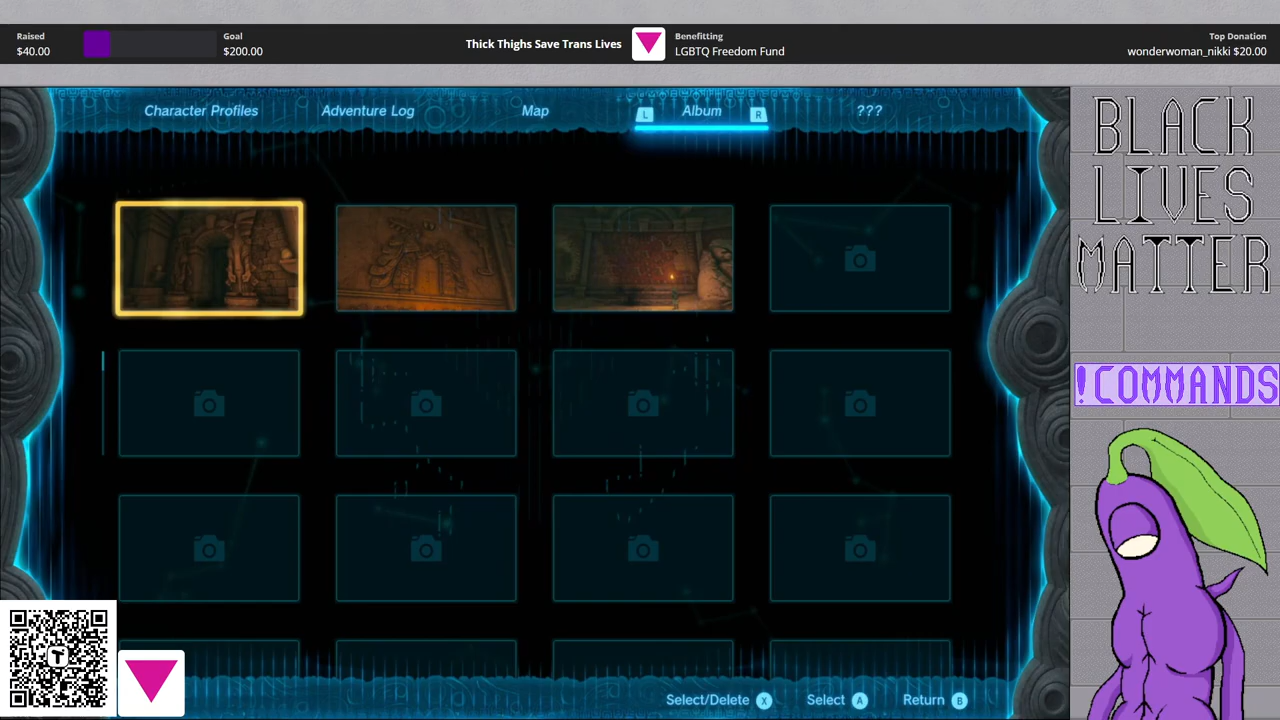 Raised
$40.00
Goal
$200.00
Thick Thighs Save Trans Lives
Benefitting
LGBTQ Freedom Fund
Top Donation
wonderwoman_nikki $20.00
Character Profiles
Adventure Log
Map
L
Album
R
???
BLACK
LIVES
MATTER
!COMMANDS
T
Select/Delete X
Select A
Return B